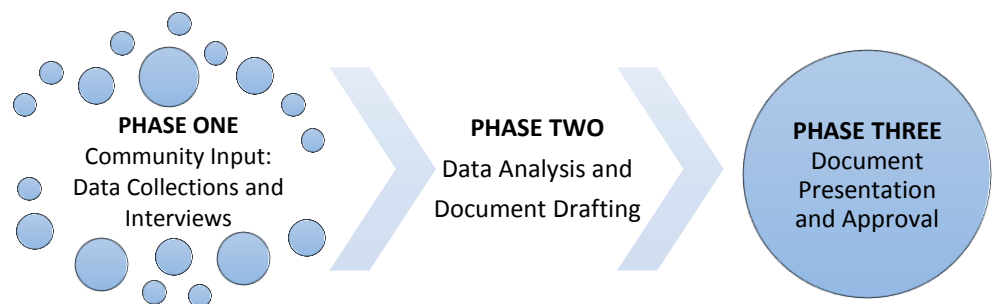 PHASE ONE
Community Input:
Data Collections and
Interviews
PHASE TWO
Data Analysis and
Document Drafting
PHASE THREE
Document
Presentation
and Approval